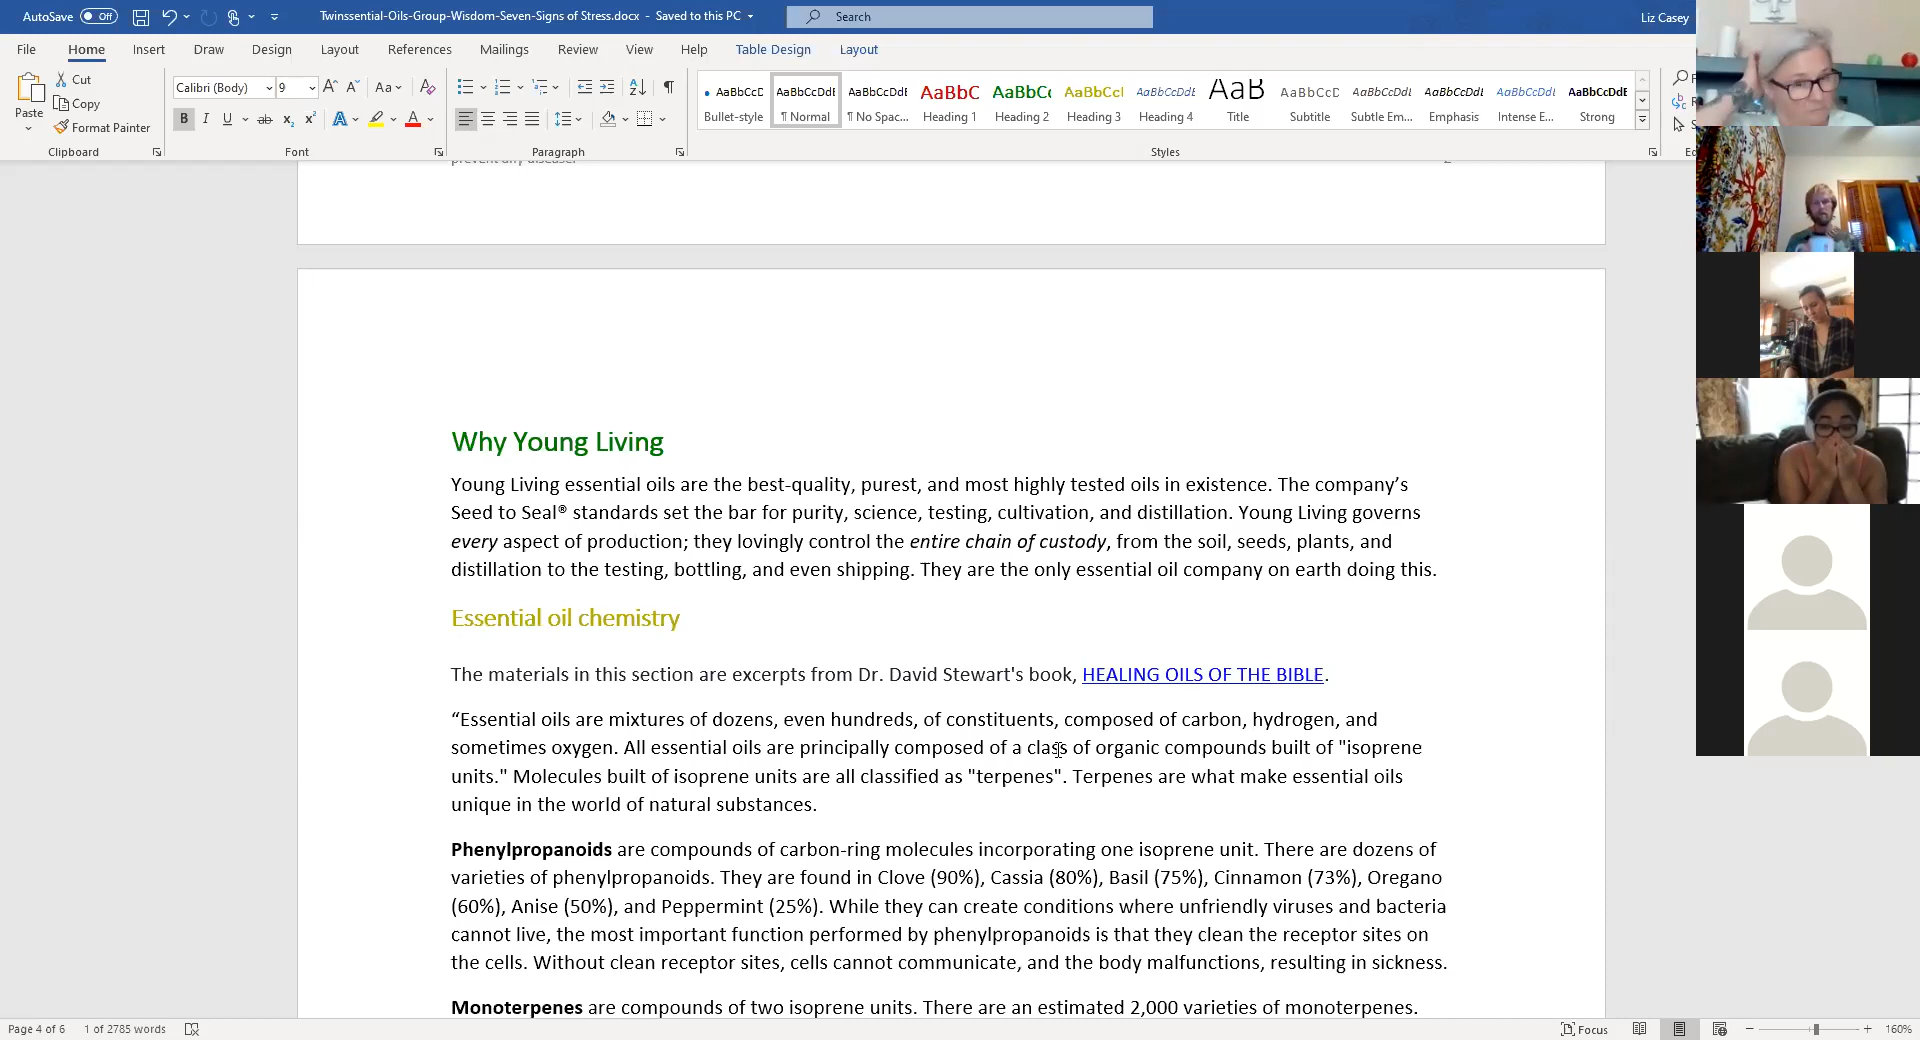 AutoSave Off Twinssential-Oils-Group-Wisdom-Seven-Signs of Stress.docx - Saved to this PC Search Liz Casey
File Home Insert Draw Design Layout References Mailings Review View Help Table Design Layout
Paste Cut
Copy
Format Painter
Clipboard
Calibri (Body) 9
Font
Paragraph
AaBbCcD AaBbCcDdE AaBbCcDdE AaBbC AaBbCc AaBbCcI AaBbCcDdE AaB AaBbCcD AaBbCcDdE AaBbCcDdE AaBbCcDdE AaBbCcDdE
Bullet-style ¶ Normal ¶ No Spac... Heading 1 Heading 2 Heading 3 Heading 4 Title Subtitle Subtle Em... Emphasis Intense E... Strong
Styles
Why Young Living
Young Living essential oils are the best-quality, purest, and most highly tested oils in existence. The company’s
Seed to Seal® standards set the bar for purity, science, testing, cultivation, and distillation. Young Living governs
every aspect of production; they lovingly control the entire chain of custody, from the soil, seeds, plants, and
distillation to the testing, bottling, and even shipping. They are the only essential oil company on earth doing this.
Essential oil chemistry
The materials in this section are excerpts from Dr. David Stewart's book, HEALING OILS OF THE BIBLE.
“Essential oils are mixtures of dozens, even hundreds, of constituents, composed of carbon, hydrogen, and
sometimes oxygen. All essential oils are principally composed of a class of organic compounds built of "isoprene
units." Molecules built of isoprene units are all classified as "terpenes". Terpenes are what make essential oils
unique in the world of natural substances.
Phenylpropanoids are compounds of carbon-ring molecules incorporating one isoprene unit. There are dozens of
varieties of phenylpropanoids. They are found in Clove (90%), Cassia (80%), Basil (75%), Cinnamon (73%), Oregano
(60%), Anise (50%), and Peppermint (25%). While they can create conditions where unfriendly viruses and bacteria
cannot live, the most important function performed by phenylpropanoids is that they clean the receptor sites on
the cells. Without clean receptor sites, cells cannot communicate, and the body malfunctions, resulting in sickness.
Monoterpenes are compounds of two isoprene units. There are an estimated 2,000 varieties of monoterpenes.
Page 4 of 6 1 of 2785 words Focus 160%